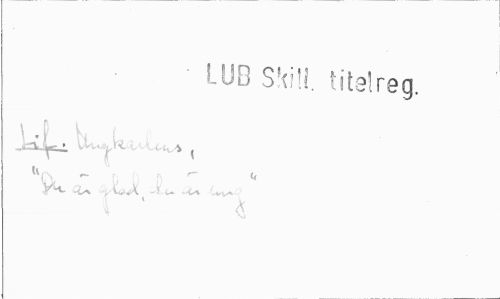 LUB Skill. titelreg.
Lif. Ungkarlens,
"Du är glad, du är ung"